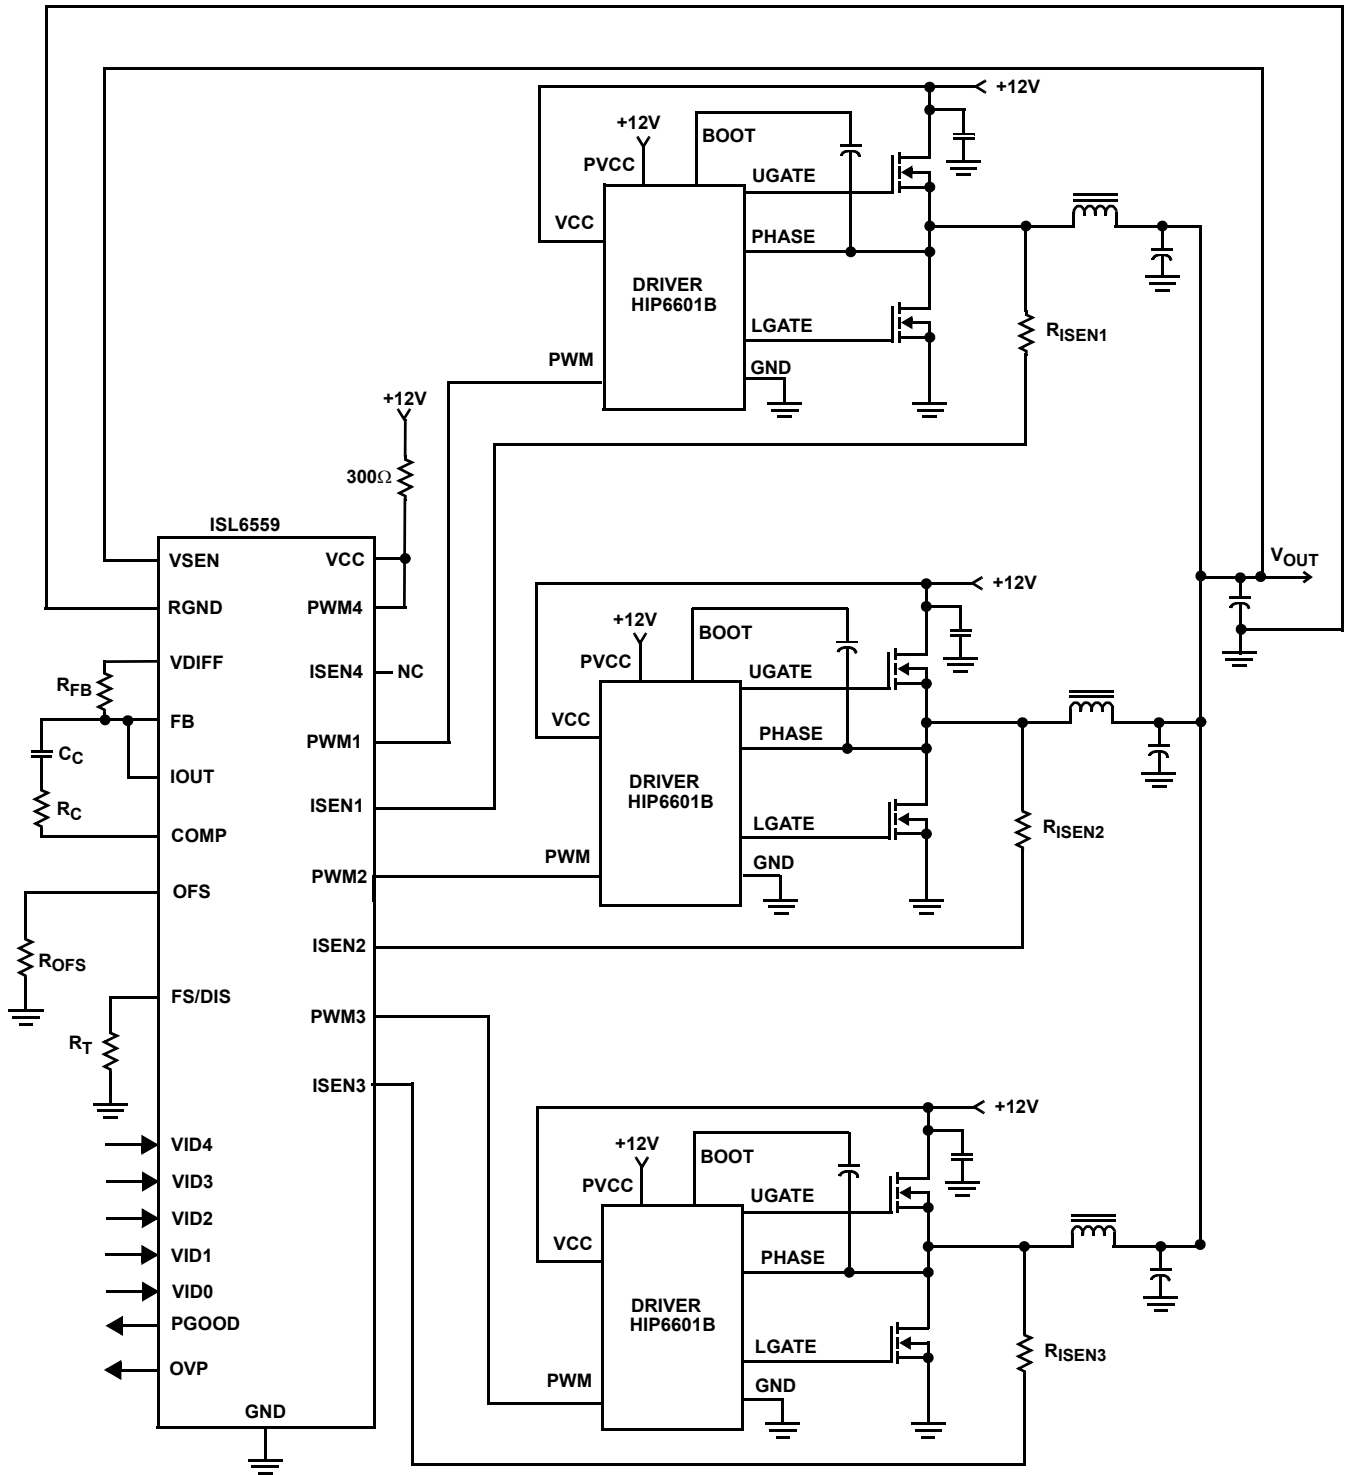 +12V
+12V
BOOT
PVCC
UGATE
VCC
PHASE
DRIVER
HIP6601B
LGATE
RISEN1
PWM
GND
+12V
300Ω
ISL6559
VSEN
VCC
VOUT
RGND
PWM4
+12V
+12V
BOOT
VDIFF
PVCC
UGATE
ISEN4
NC
RFB
FB
VCC
PHASE
PWM1
CC
IOUT
DRIVER
HIP6601B
ISEN1
RC
COMP
LGATE
RISEN2
PWM
GND
PWM2
OFS
ISEN2
ROFS
FS/DIS
PWM3
RT
ISEN3
+12V
VID4
+12V
BOOT
VID3
PVCC
UGATE
VID2
VCC
PHASE
VID1
VID0
DRIVER
HIP6601B
PGOOD
LGATE
RISEN3
OVP
PWM
GND
GND